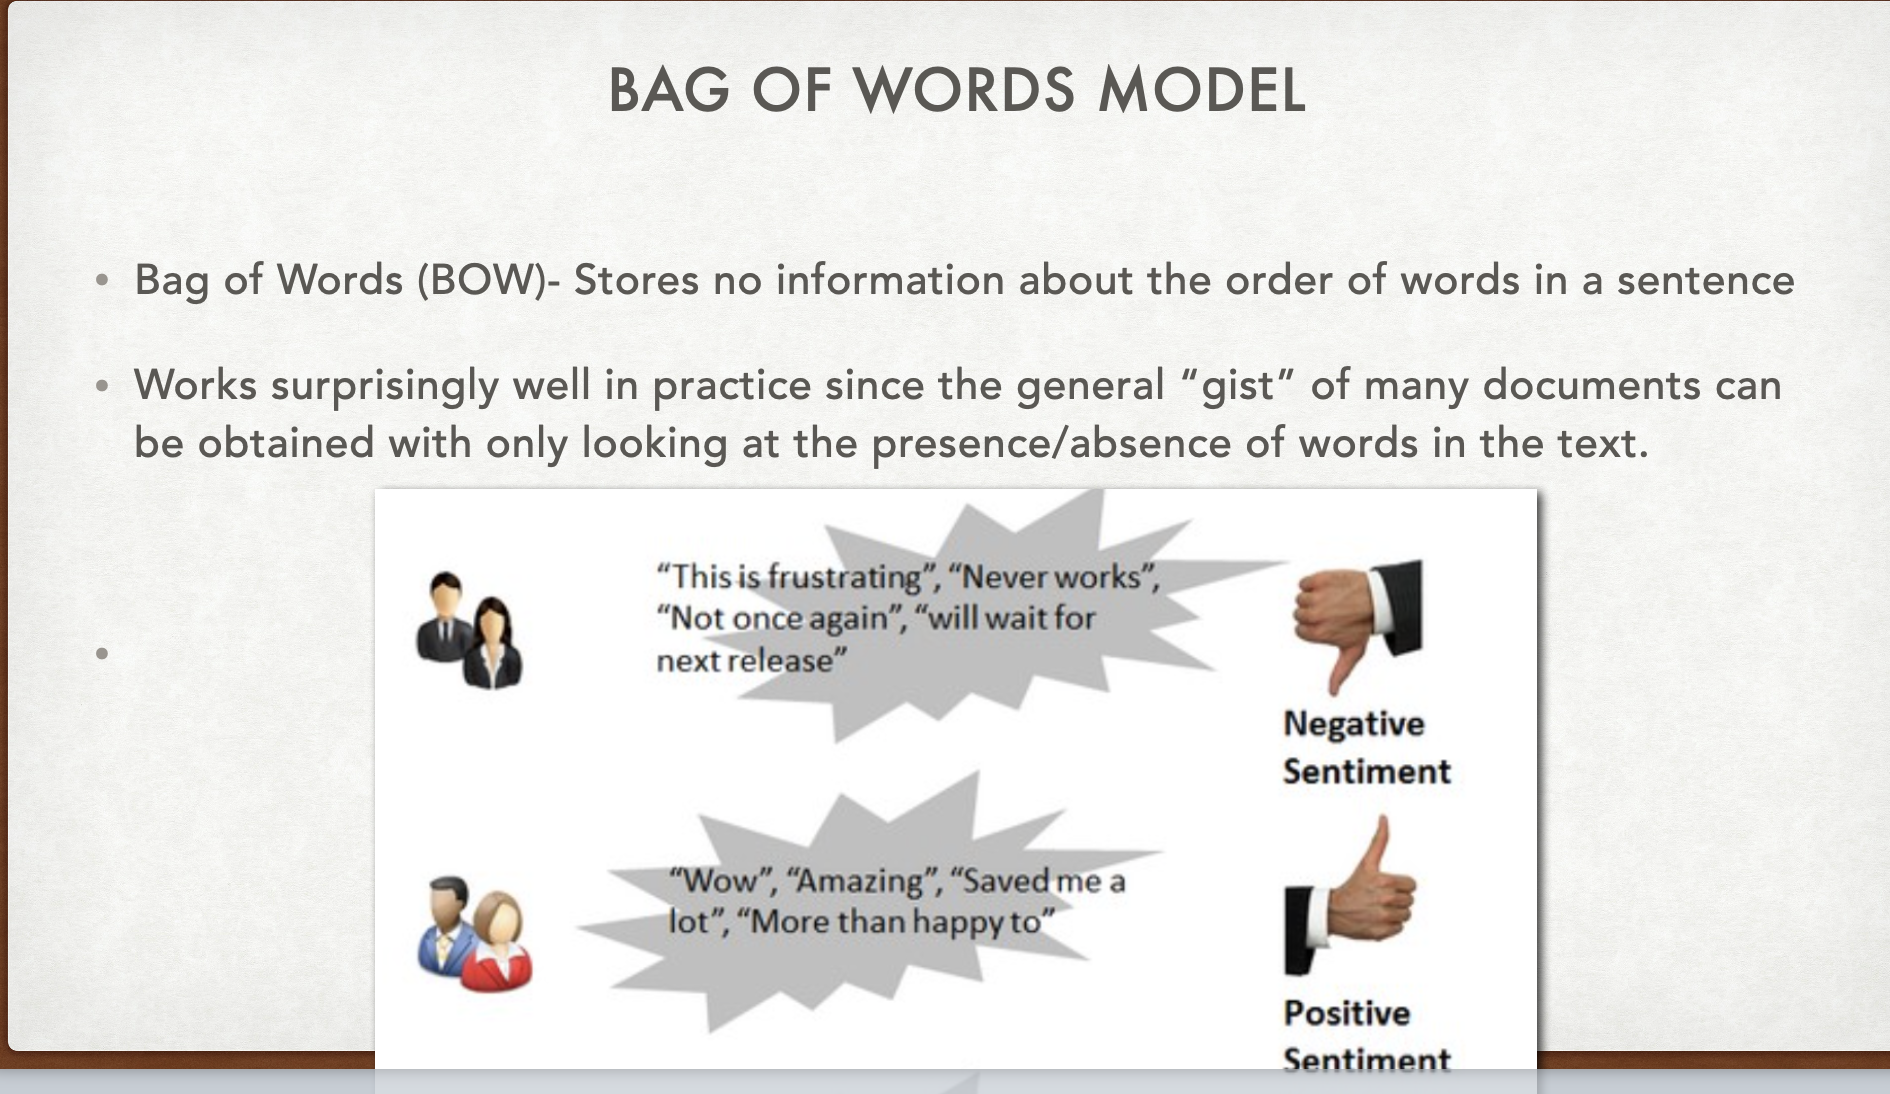 BAG OF WORDS MODEL
• Bag of Words (BOW)- Stores no information about the order of words in a sentence
• Works surprisingly well in practice since the general “gist” of many documents can
be obtained with only looking at the presence/absence of words in the text.
“This is frustrating”, “Never works”,
“Not once again”, “will wait for
next release”
Negative
Sentiment
“Wow”, “Amazing”, “Saved me a
lot”, “More than happy to”
Positive
Sentiment